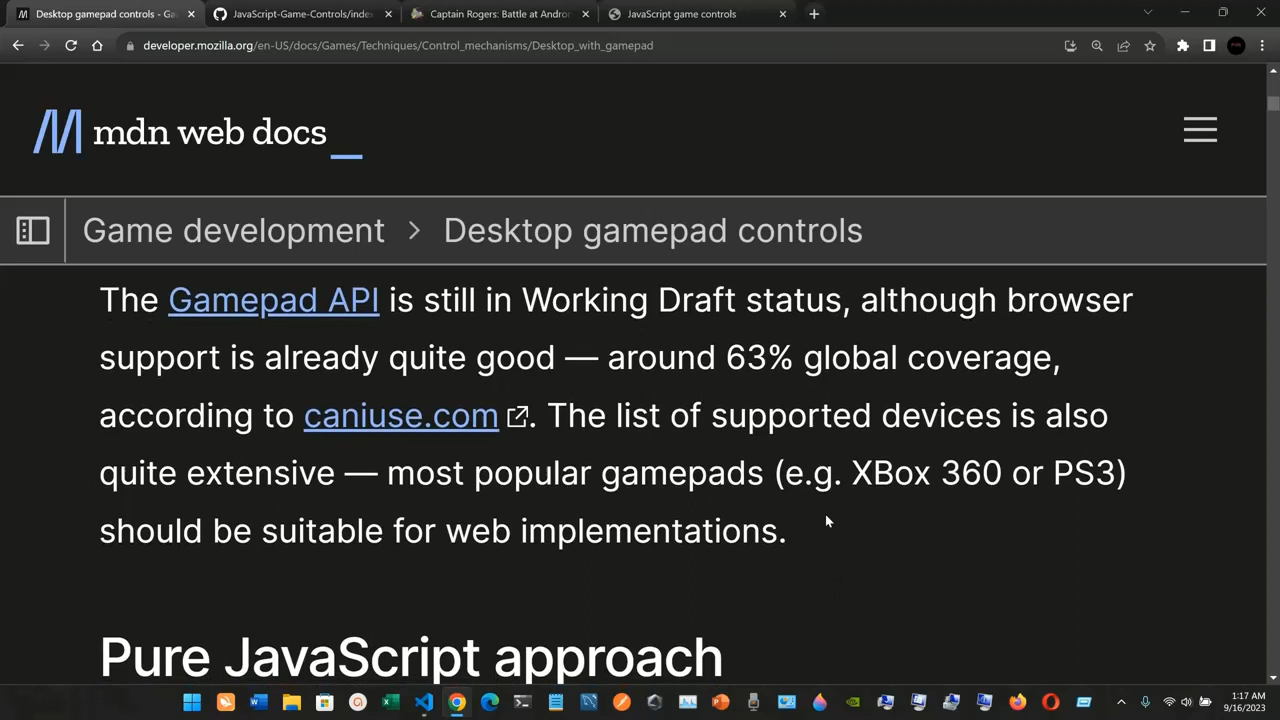 Desktop gamepad controls - Ga
JavaScript-Game-Controls/index
Captain Rogers: Battle at Andron
JavaScript game controls
developer.mozilla.org/en-US/docs/Games/Techniques/Control_mechanisms/Desktop_with_gamepad
mdn web docs_
Game development > Desktop gamepad controls
The Gamepad API is still in Working Draft status, although browser
support is already quite good — around 63% global coverage,
according to caniuse.com. The list of supported devices is also
quite extensive — most popular gamepads (e.g. XBox 360 or PS3)
should be suitable for web implementations.
Pure JavaScript approach
1:17 AM
9/16/2023